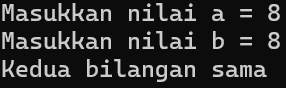 Masukkan nilai a = 8
Masukkan nilai b = 8
Kedua bilangan sama